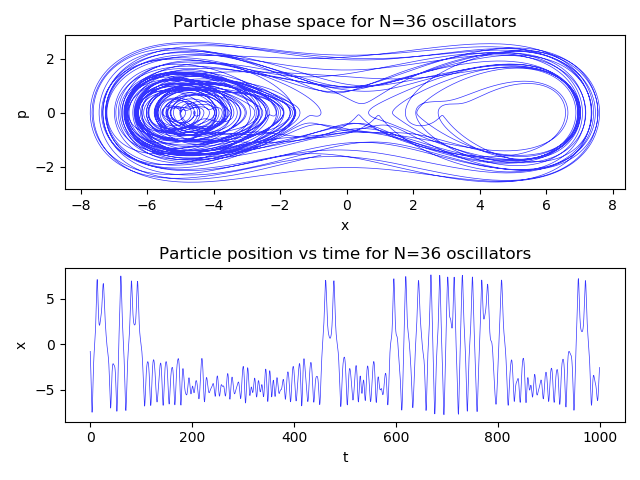 Particle phase space for N=36 oscillators
2
0
−2
p
−8 −6 −4 −2 0 2 4 6 8
x
Particle position vs time for N=36 oscillators
5
0
−5
x
0 200 400 600 800 1000
t